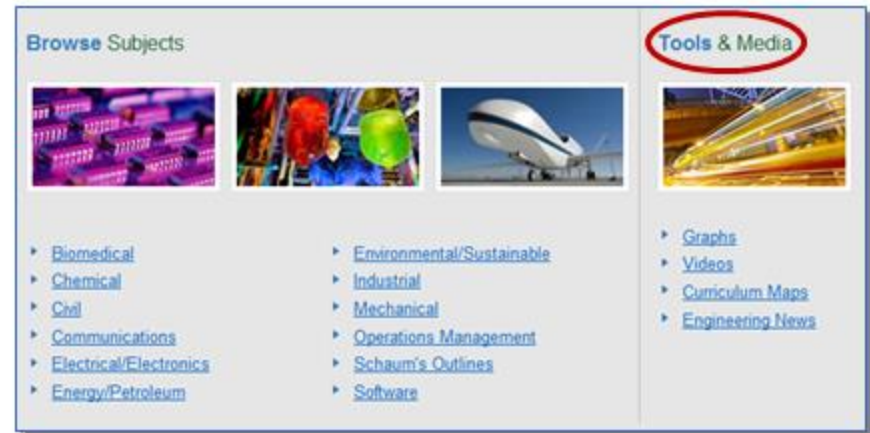 Browse Subjects
Biomedical
Chemical
Civil
Communications
Electrical/Electronics
Energy/Petroleum
Environmental/Sustainable
Industrial
Mechanical
Operations Management
Schaum's Outlines
Software
Tools & Media
Graphs
Videos
Curriculum Maps
Engineering News